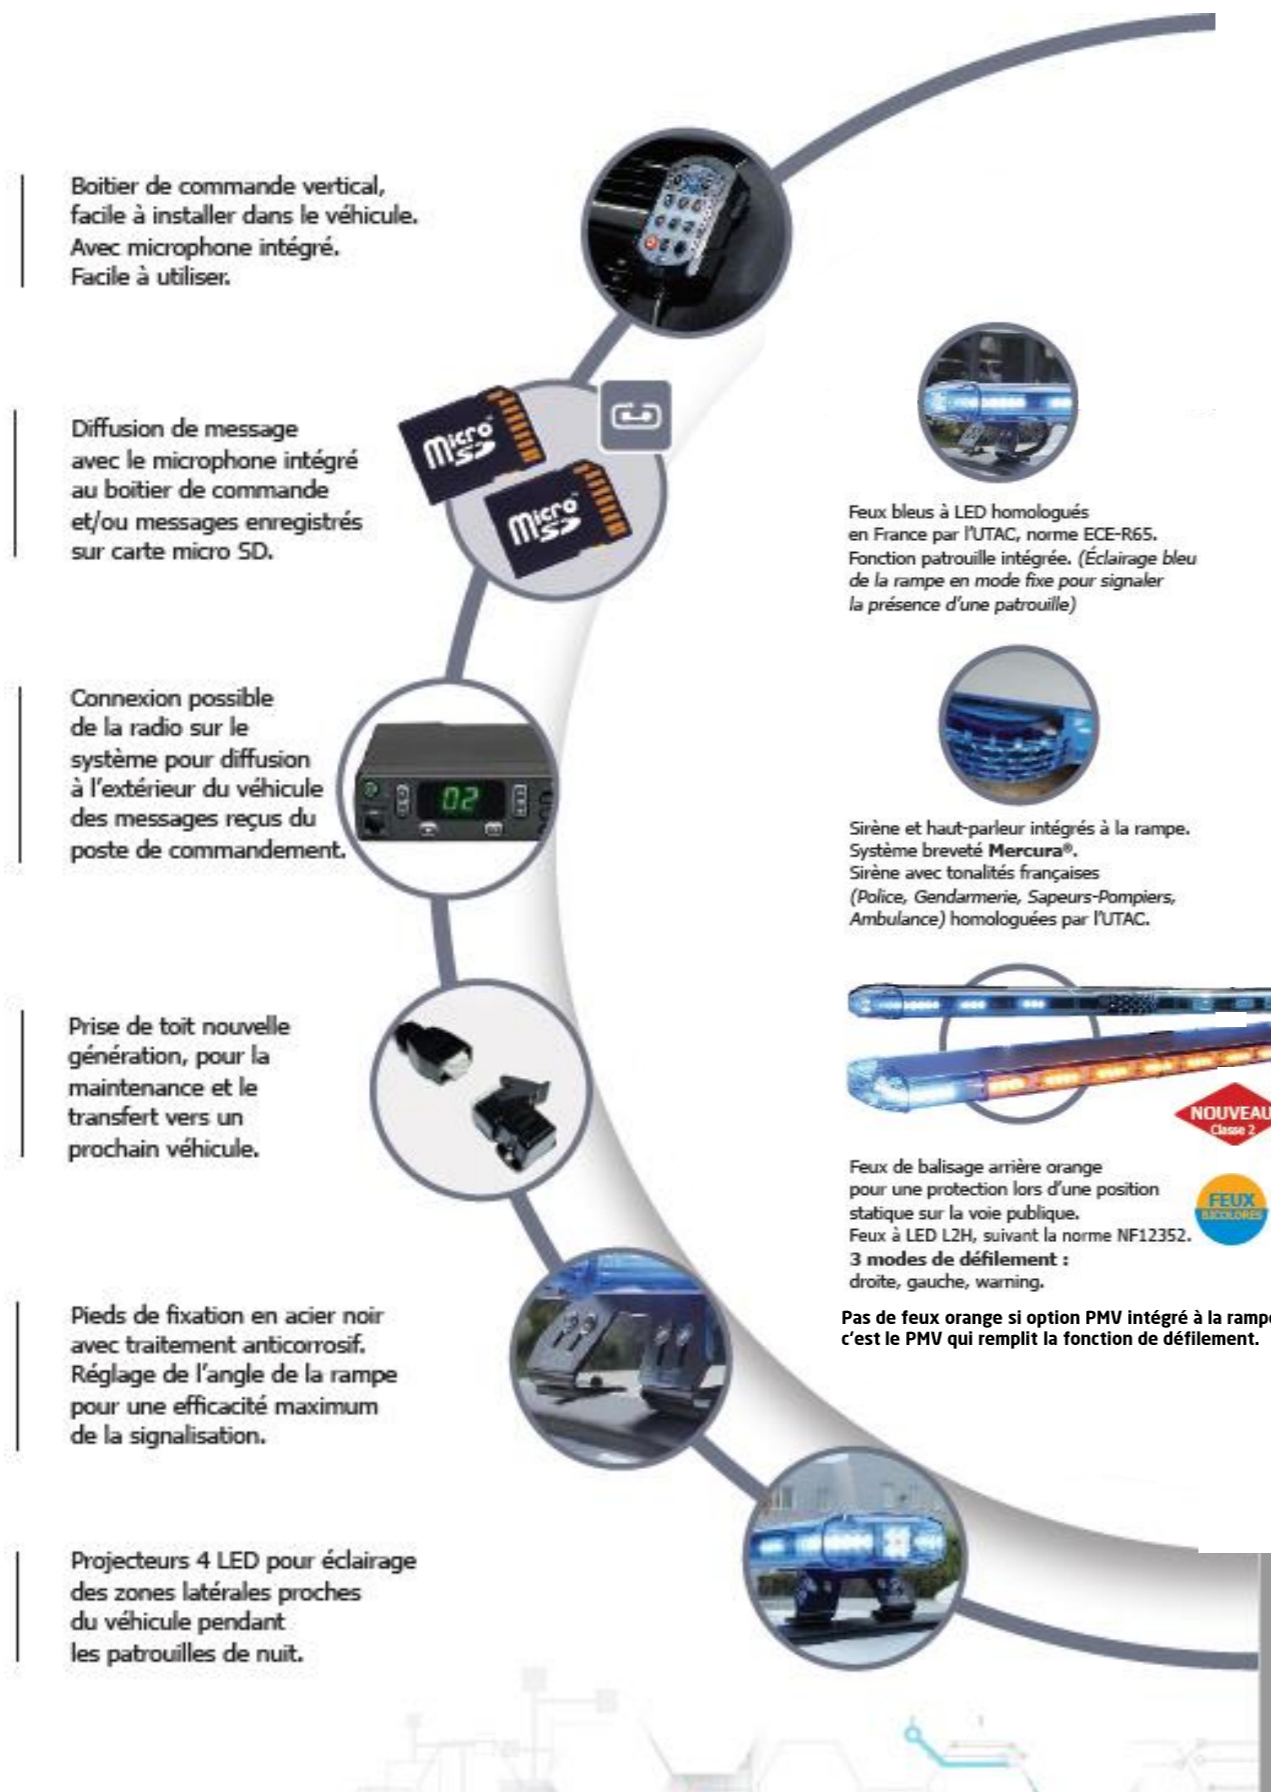 Boitier de commande vertical,
facile à installer dans le véhicule.
Avec microphone intégré.
Facile à utiliser.
Diffusion de message
avec le microphone intégré
au boitier de commande
et/ou messages enregistrés
sur carte micro SD.
Micro
SD
Micro
SD
Connexion possible
de la radio sur le
système pour diffusion
à l'extérieur du véhicule
des messages reçus du
poste de commandement.
02
Prise de toit nouvelle
génération, pour la
maintenance et le
transfert vers un
prochain véhicule.
Pieds de fixation en acier noir
avec traitement anticorrosif.
Réglage de l'angle de la rampe
pour une efficacité maximum
de la signalisation.
Projecteurs 4 LED pour éclairage
des zones latérales proches
du véhicule pendant
les patrouilles de nuit.
Feux bleus à LED homologués
en France par l'UTAC, norme ECE-R65.
Fonction patrouille intégrée. (Éclairage bleu
de la rampe en mode fixe pour signaler
la présence d'une patrouille)
Sirène et haut-parleur intégrés à la rampe.
Système breveté Mercura®.
Sirène avec tonalités françaises
(Police, Gendarmerie, Sapeurs-Pompiers,
Ambulance) homologuées par l'UTAC.
NOUVEAU
Classe 2
Feux de balisage arrière orange
pour une protection lors d'une position
statique sur la voie publique.
Feux à LED L2H, suivant la norme NF12352.
3 modes de défilement :
droite, gauche, warning.
FEUX
BICOLORES
Pas de feux orange si option PMV intégré à la rampe
c'est le PMV qui remplit la fonction de défilement.